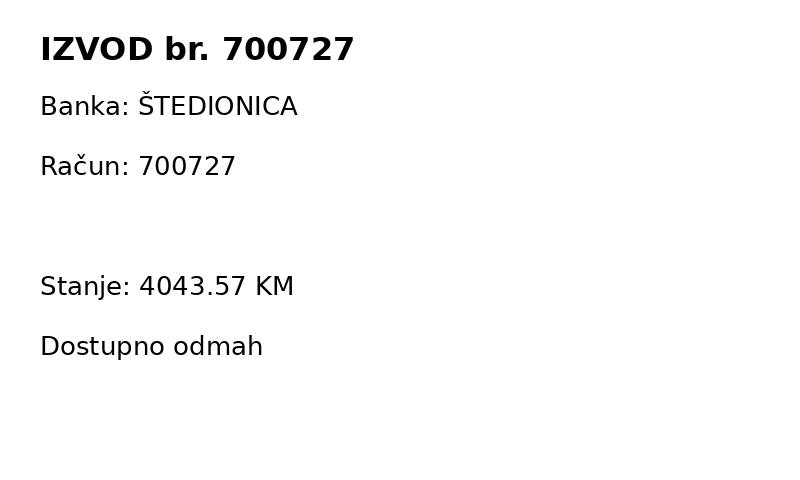 IZVOD br. 700727
Banka: ŠTEDIONICA
Račun: 700727
Stanje: 4043.57 KM
Dostupno odmah